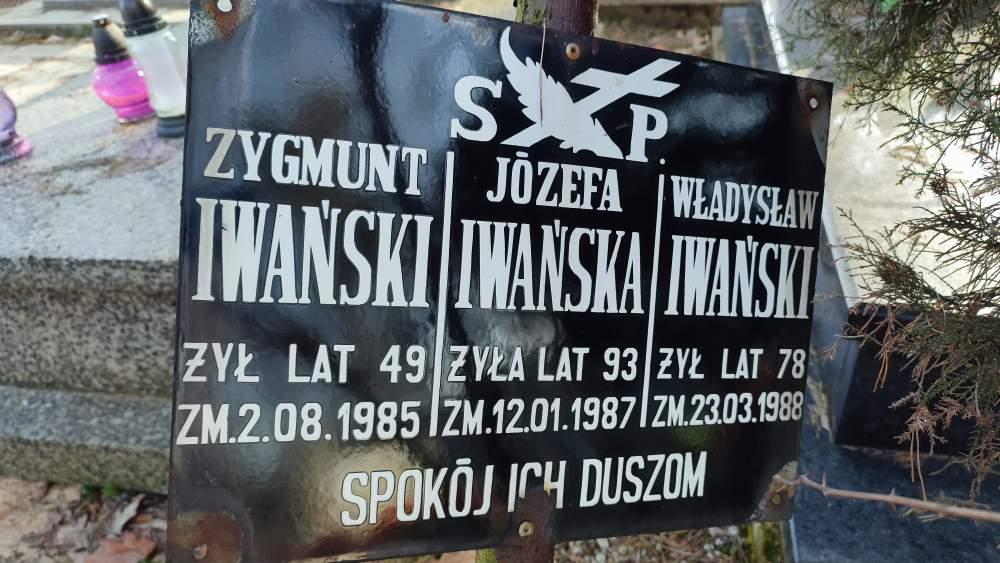 S P.
ZYGMUNT
IWAŃSKI
ŻYŁ LAT 49
ZM.2.08.1985
JÓZEFA
IWAŃSKA
ŻYŁA LAT 93
ZM.12.01.1987
WŁADYSŁAW
IWAŃSKI
ŻYŁ LAT 78
ZM.23.03.1988
SPOKÓJ ICH DUSZOM